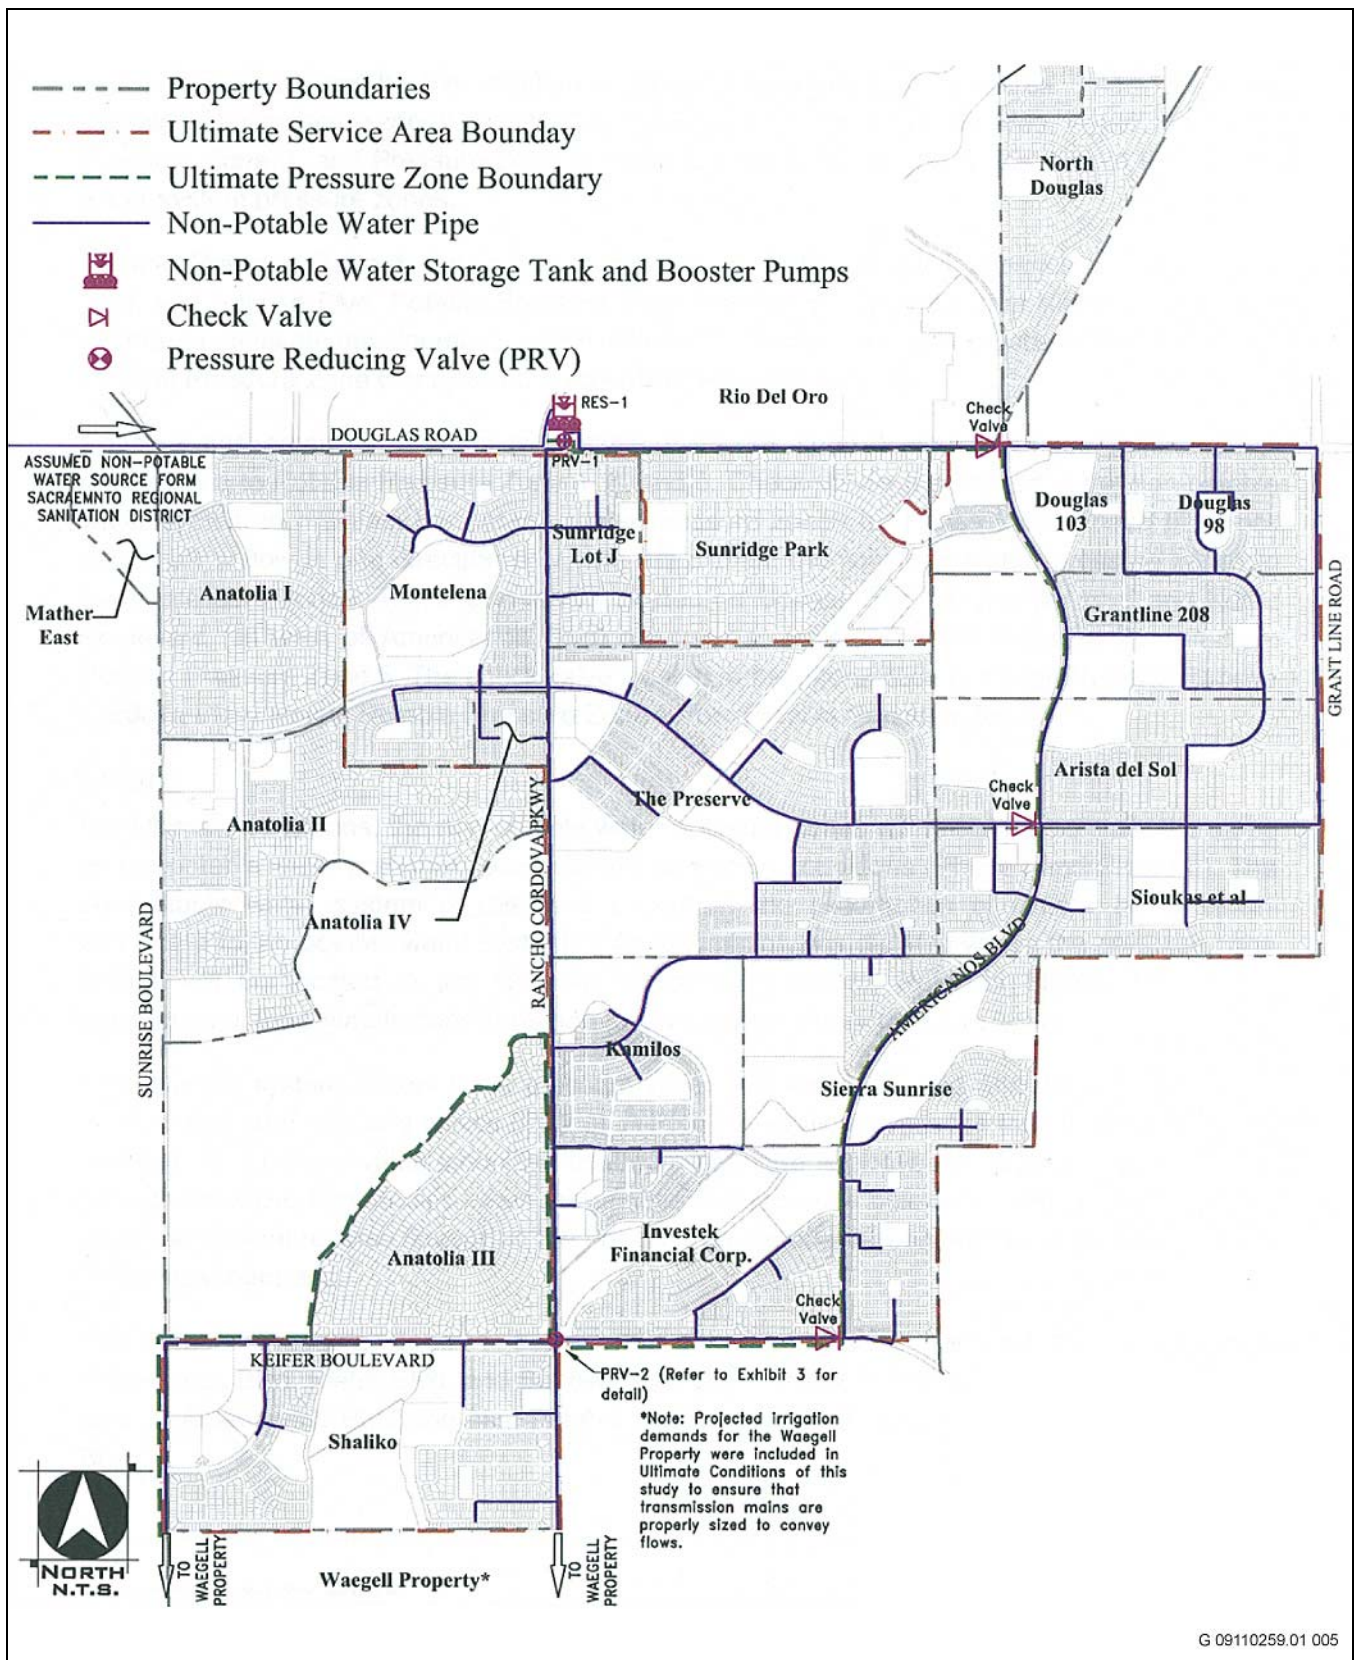 Property Boundaries
Ultimate Service Area Bounday
Ultimate Pressure Zone Boundary
Non-Potable Water Pipe
Non-Potable Water Storage Tank and Booster Pumps
Check Valve
Pressure Reducing Valve (PRV)
North
Douglas
RES-1
Rio Del Oro
Check
Valve
DOUGLAS ROAD
PRV-1
ASSUMED NON-POTABLE
WATER SOURCE FORM
SACRAEMNTO REGIONAL
SANITATION DISTRICT
Douglas
103
Douglas
98
Sunridge
Lot J
Sunridge Park
Anatolia I
Montelena
Mather
East
Grantline 208
GRANT LINE ROAD
Arista del Sol
Check
Valve
The Preserve
Anatolia II
RANCHO CORDOVA PKWY
Sioukas et al
Anatolia IV
SUNRISE BOULEVARD
AMERICANOS BLVD
Kamilos
Sierra Sunrise
Investek
Financial Corp.
Anatolia III
Check
Valve
KEIFER BOULEVARD
PRV-2 (Refer to Exhibit 3 for
detail)
*Note: Projected irrigation
demands for the Waegell
Property were included in
Ultimate Conditions of this
study to ensure that
transmission mains are
properly sized to convey
flows.
Shaliko
NORTH
N.T.S.
TO
WAEGELL
PROPERTY
Waegell Property*
TO
WAEGELL
PROPERTY
G 09110259.01 005